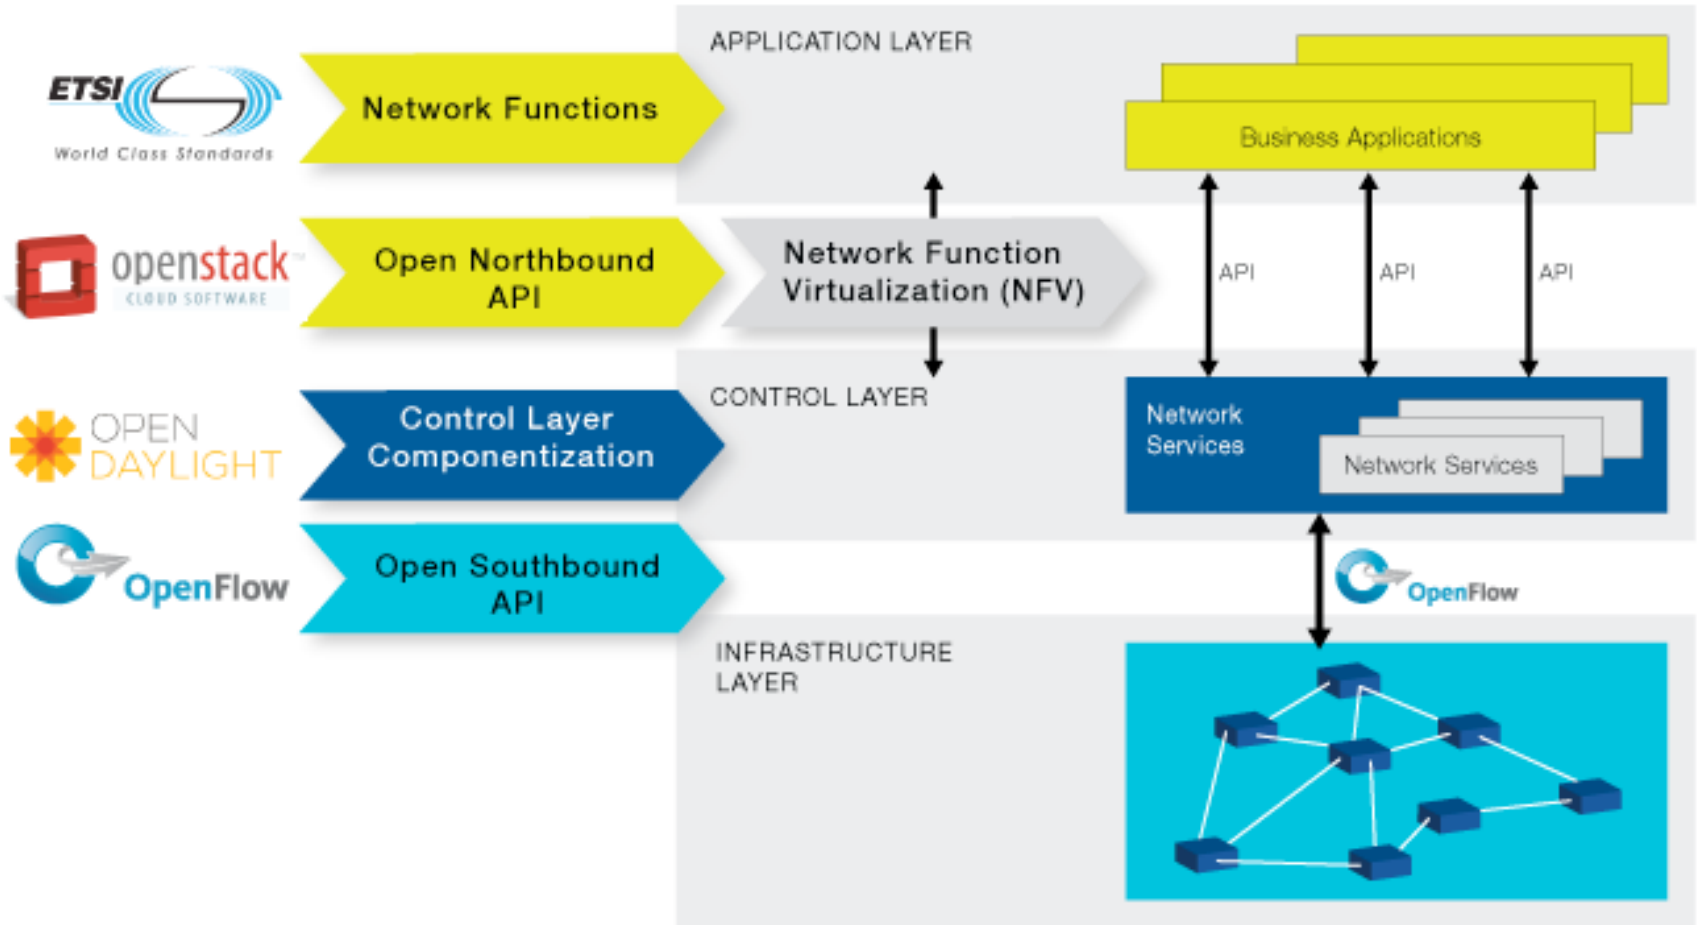 APPLICATION LAYER
ETSI
World Class Standards
Network Functions
Business Applications
openstack
CLOUD SOFTWARE
Open Northbound
API
Network Function
Virtualization (NFV)
API
API
API
OPEN
DAYLIGHT
Control Layer
Componentization
CONTROL LAYER
Network
Services
Network Services
OpenFlow
Open Southbound
API
OpenFlow
INFRASTRUCTURE
LAYER